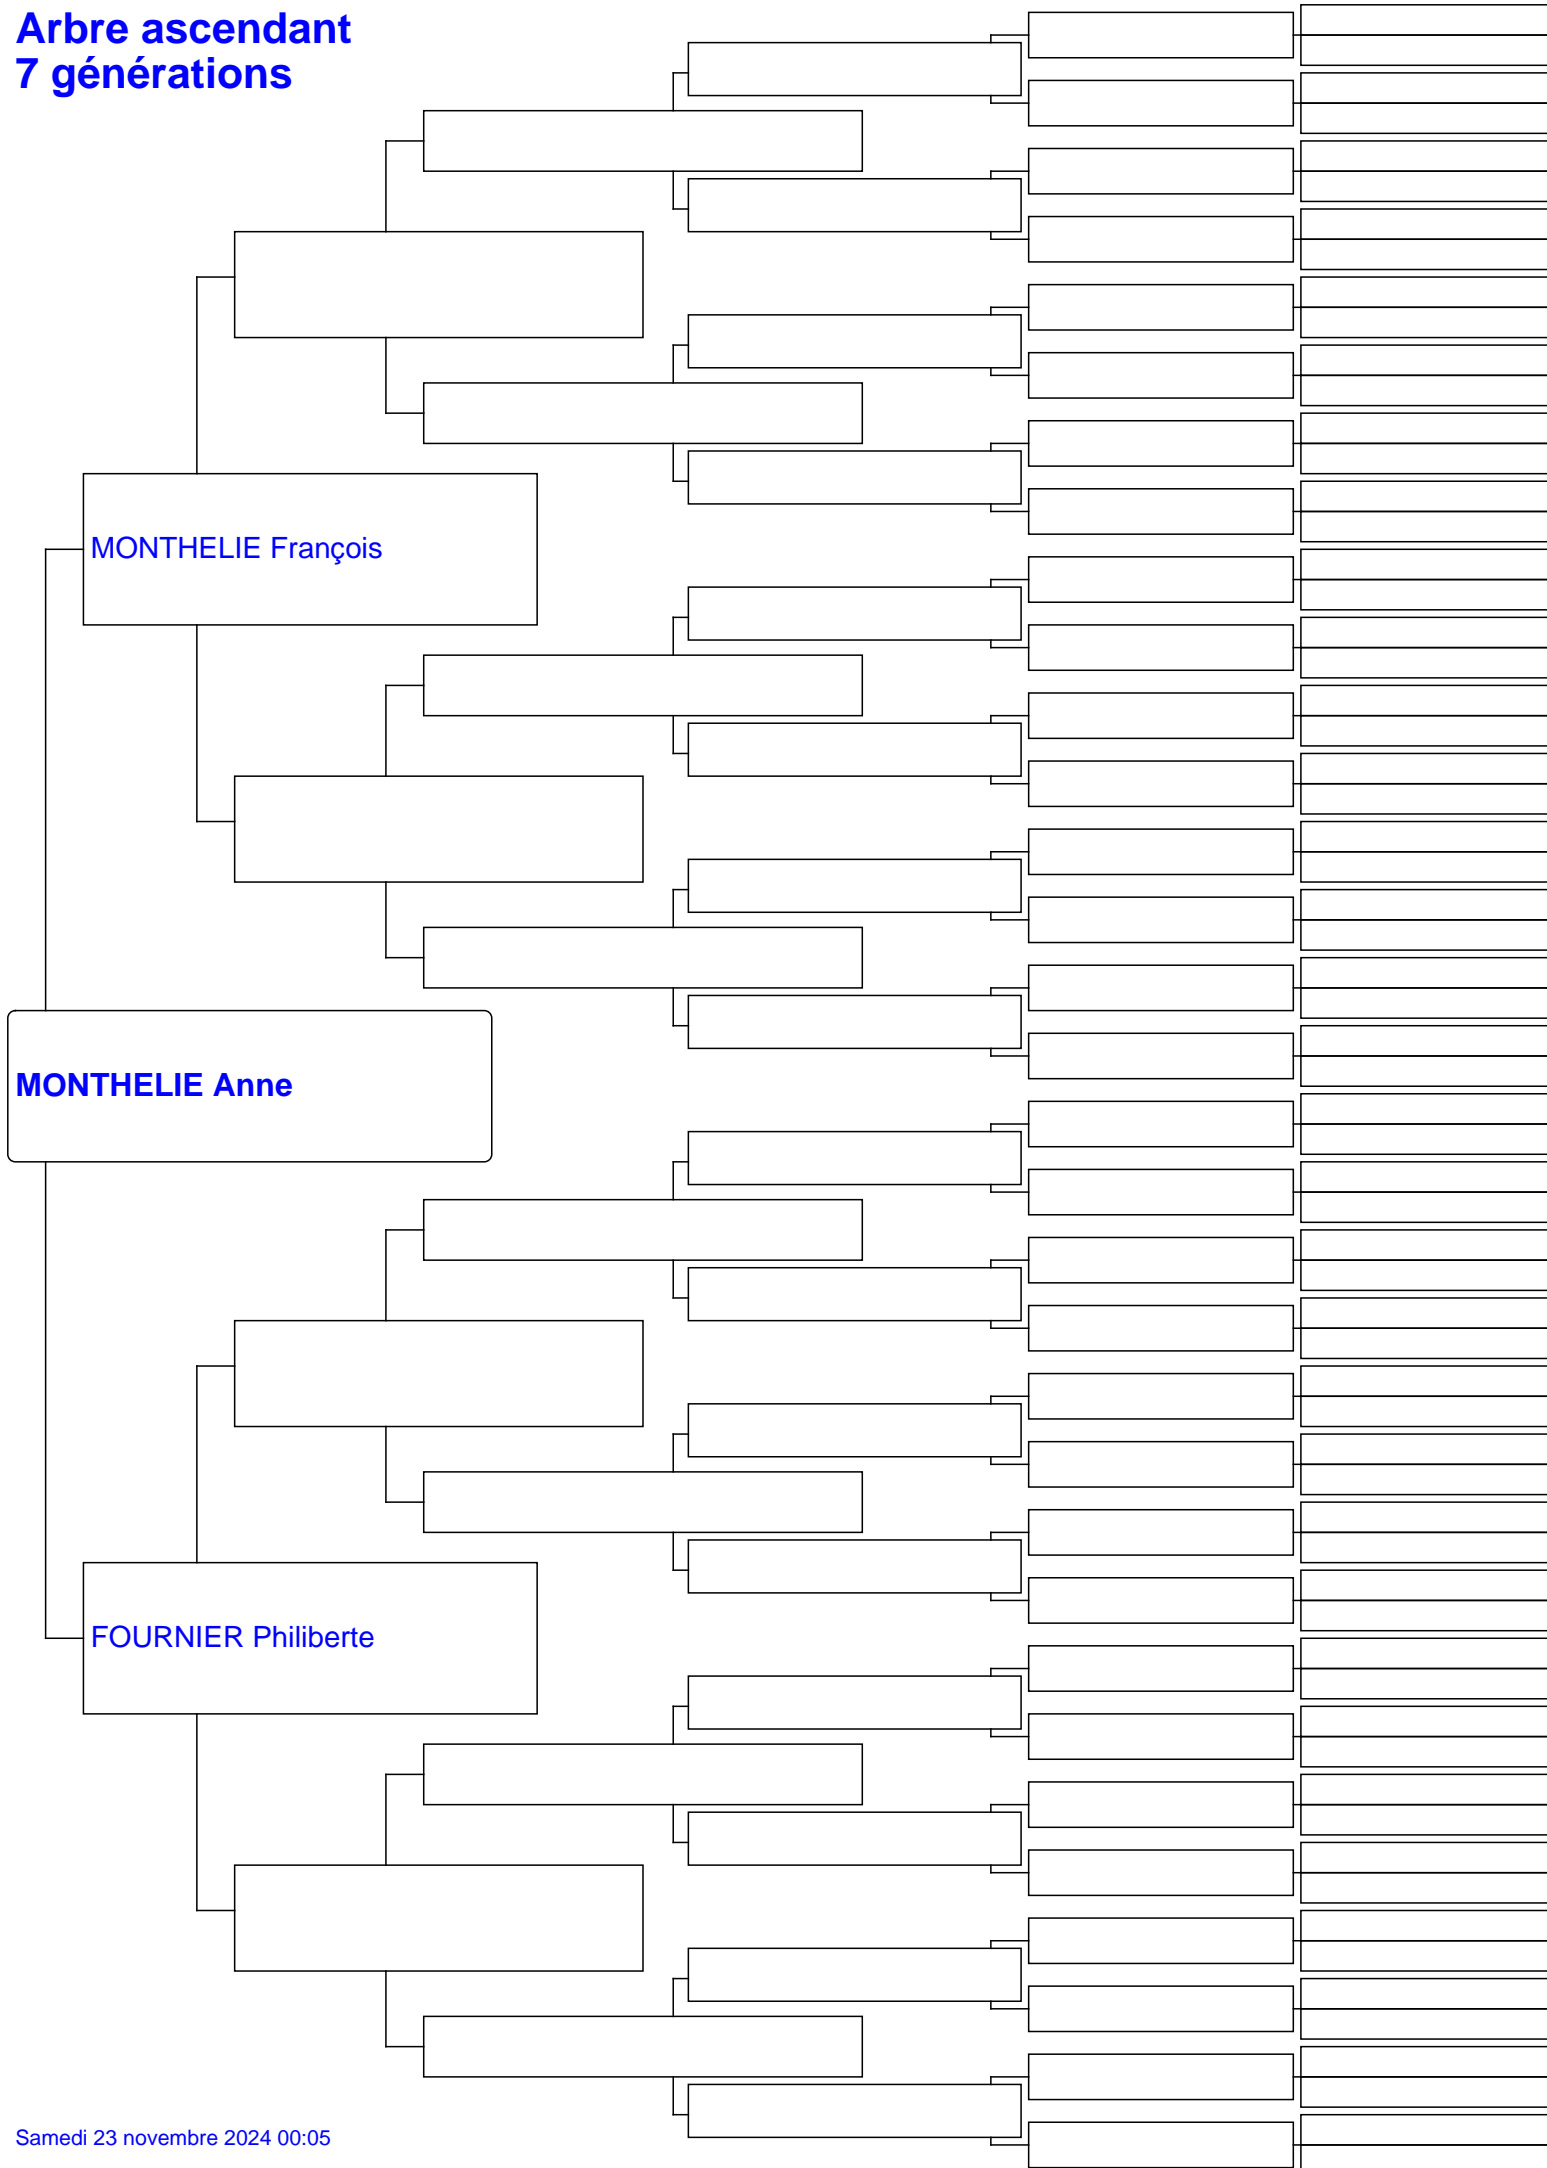 Arbre ascendant
7 générations
MONTHELIE François
MONTHELIE Anne
FOURNIER Philiberte
Samedi 23 novembre 2024 00:05